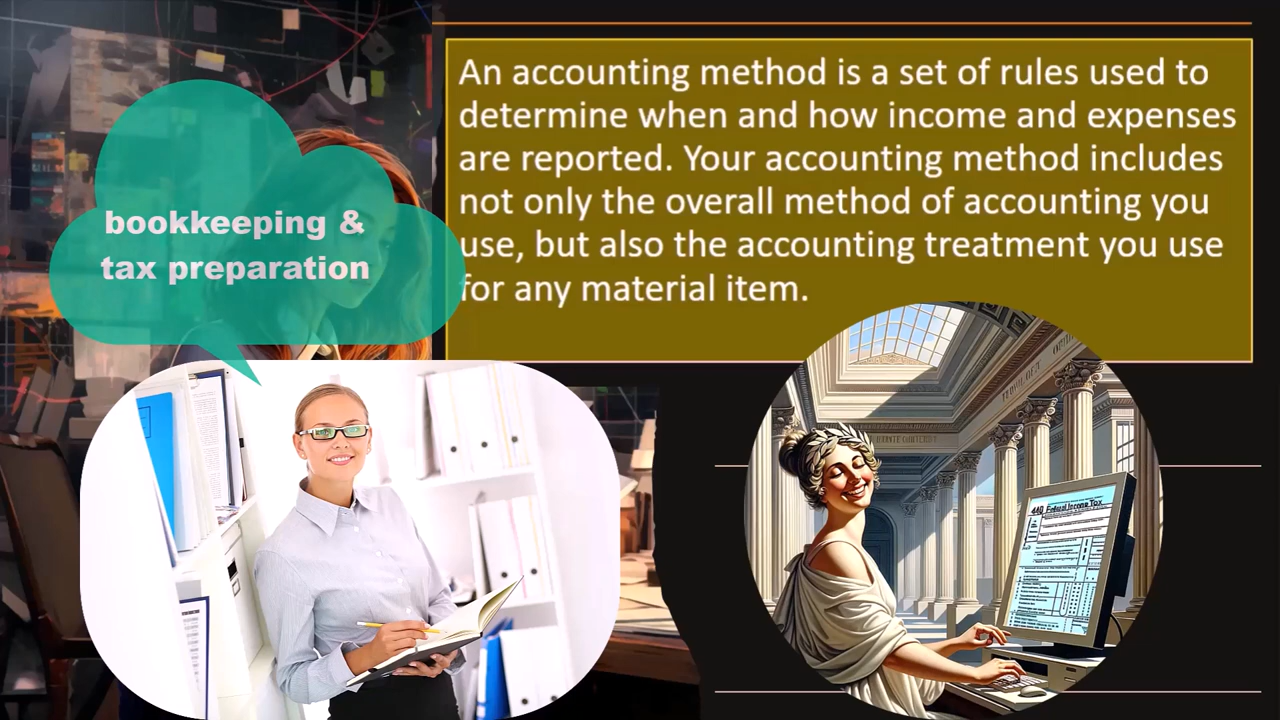 An accounting method is a set of rules used to
determine when and how income and expenses
are reported. Your accounting method includes
not only the overall method of accounting you
use, but also the accounting treatment you use
for any material item.
bookkeeping &
tax preparation
440 Fedual Income Tax